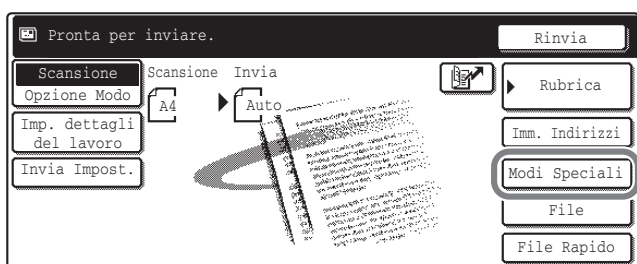 Pronta per inviare.
Rinvia
Scansione
Opzione Modo
Scansione
Invia
A4
Auto
Imp. dettagli
del lavoro
Invia Impost.
Rubrica
Imm. Indirizzi
Modi Speciali
File
File Rapido